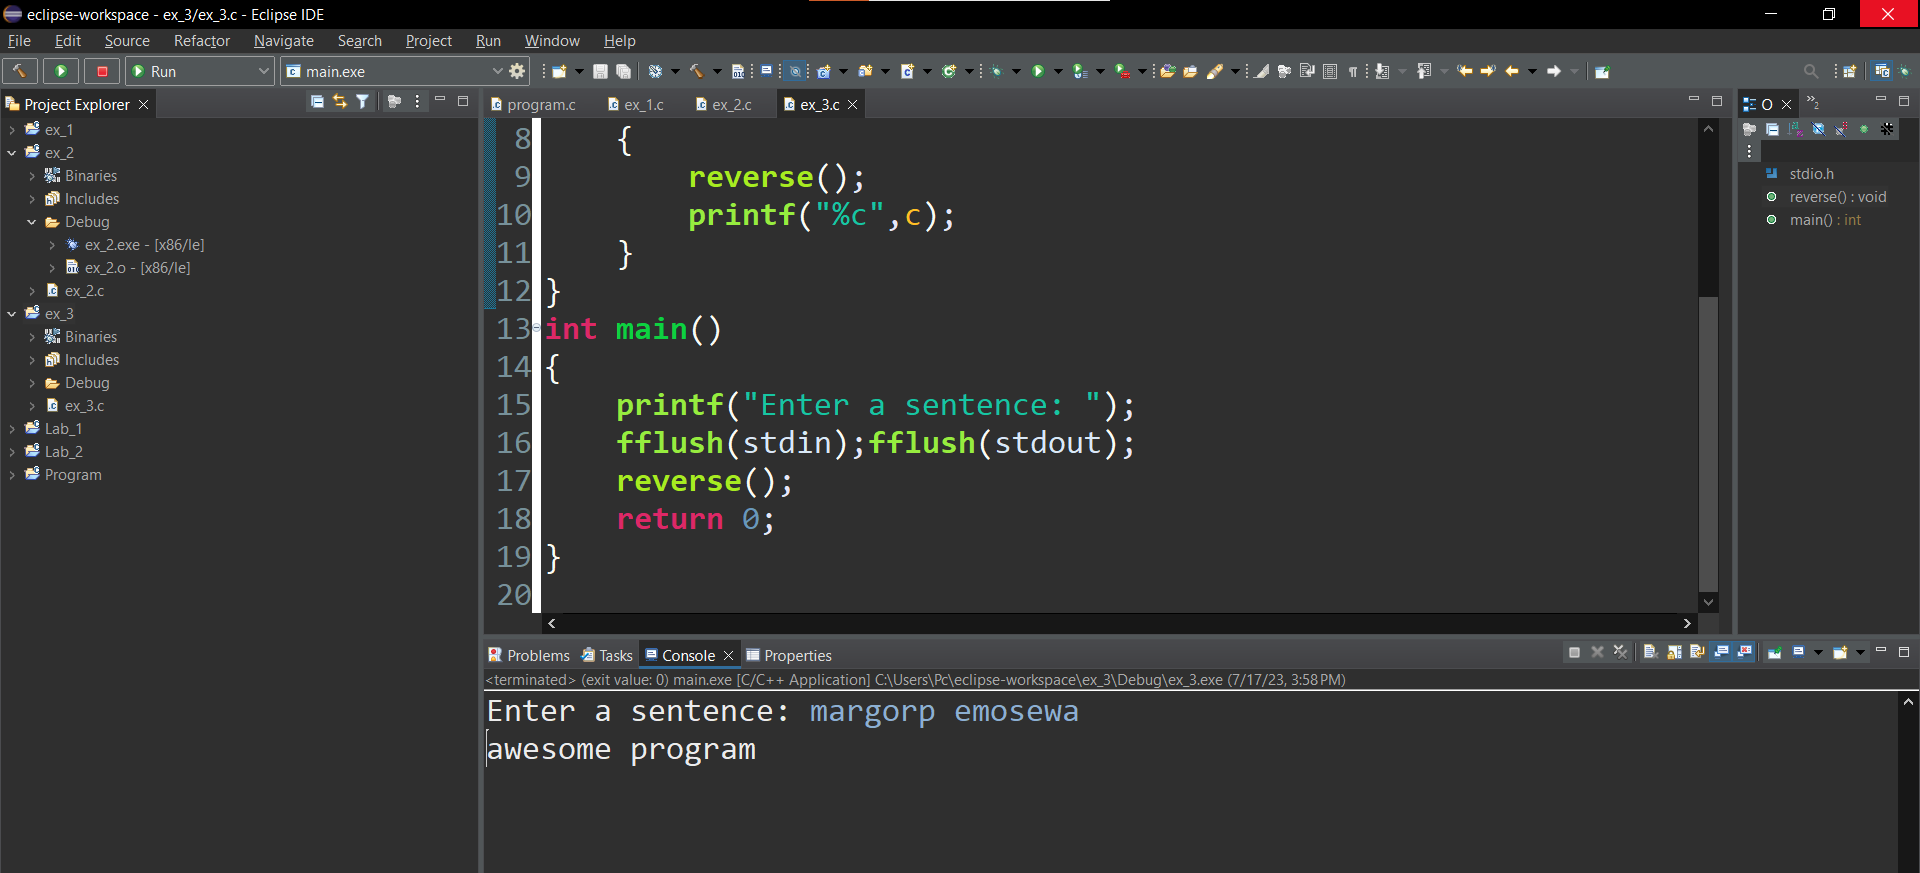 eclipse-workspace - ex_3/ex_3.c - Eclipse IDE
File Edit Source Refactor Navigate Search Project Run Window Help
Run main.exe
Project Explorer
ex_1
ex_2
Binaries
Includes
Debug
ex_2.exe - [x86/le]
ex_2.o - [x86/le]
ex_2.c
ex_3
Binaries
Includes
Debug
ex_3.c
Lab_1
Lab_2
Program
program.c ex_1.c ex_2.c ex_3.c
8 {
9 reverse();
10 printf("%c",c);
11 }
12 }
13 int main()
14 {
15 printf("Enter a sentence: ");
16 fflush(stdin);fflush(stdout);
17 reverse();
18 return 0;
19 }
20
O »2
stdio.h
reverse() : void
main() : int
Problems Tasks Console Properties
<terminated> (exit value: 0) main.exe [C/C++ Application] C:\Users\Pc\eclipse-workspace\ex_3\Debug\ex_3.exe (7/17/23, 3:58 PM)
Enter a sentence: margorp emosewa
awesome program